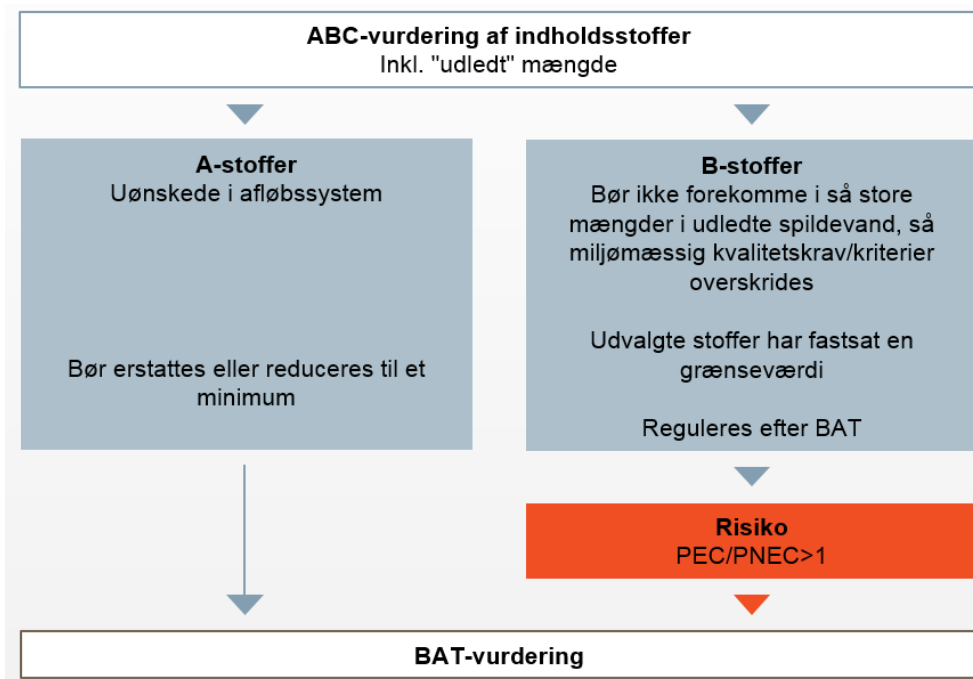 ABC-vurdering af indholdsstoffer
Inkl. "udledt" mængde
A-stoffer
Uønskede i afløbssystem
Bør erstattes eller reduceres til et
minimum
B-stoffer
Bør ikke forekomme i så store
mængder i udledte spildevand, så
miljømæssig kvalitetskrav/kriterier
overskrides
Udvalgte stoffer har fastsat en
grænseværdi
Reguleres efter BAT
Risiko
PEC/PNEC>1
BAT-vurdering